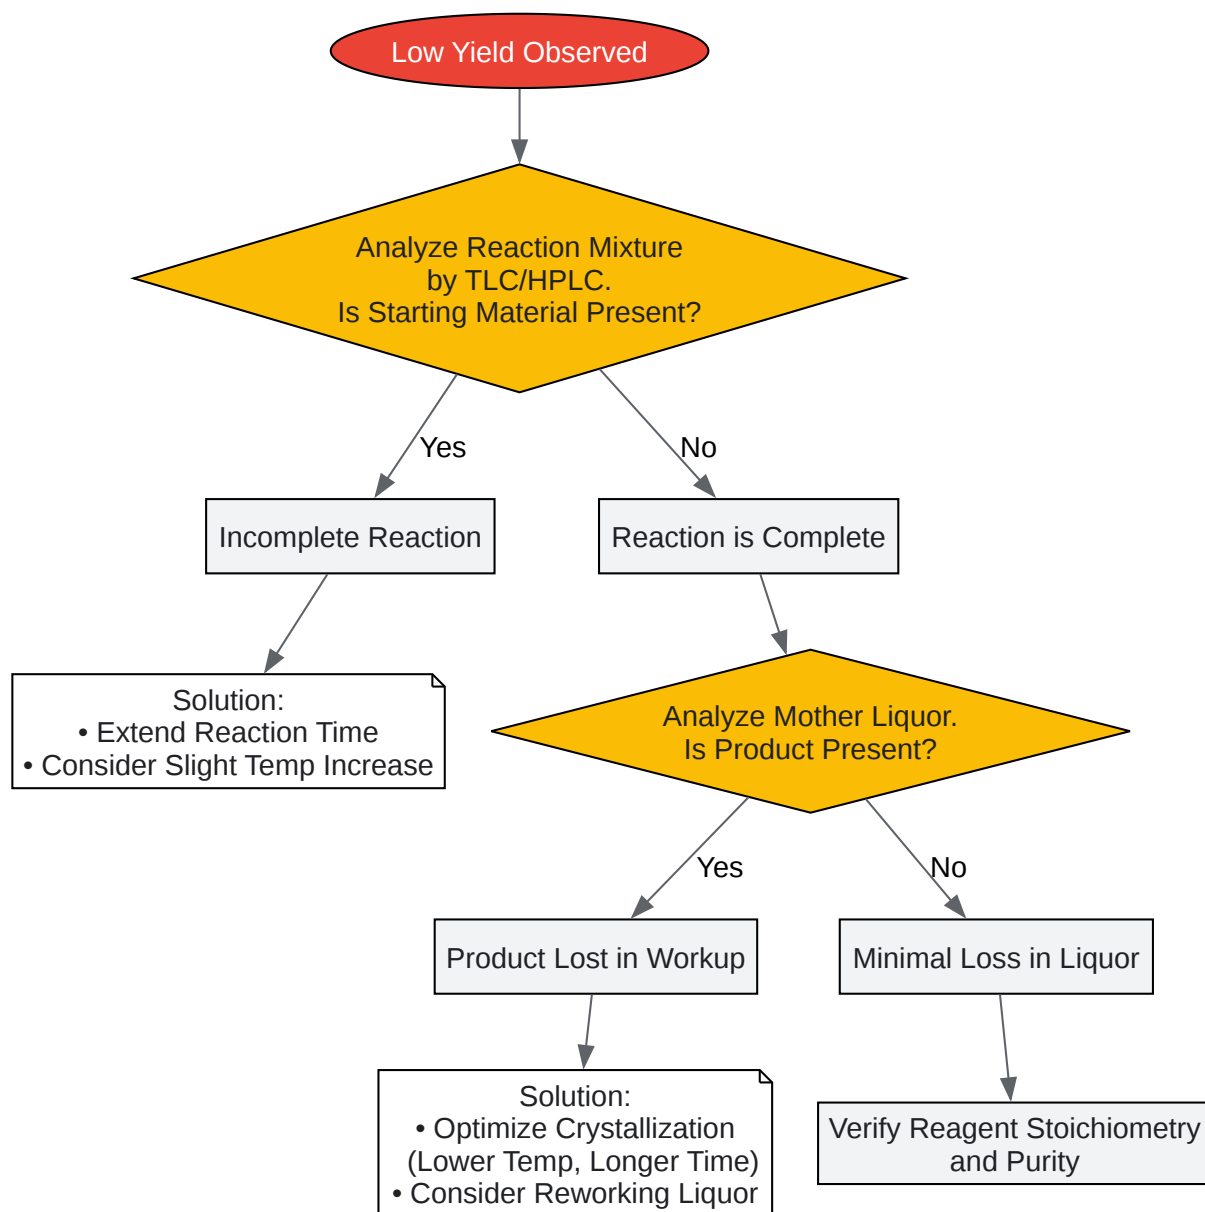 Low Yield Observed
Analyze Reaction Mixture
by TLC/HPLC.
Is Starting Material Present?
Yes
No
Incomplete Reaction
Reaction is Complete
Solution:
• Extend Reaction Time
• Consider Slight Temp Increase
Analyze Mother Liquor.
Is Product Present?
Yes
No
Product Lost in Workup
Minimal Loss in Liquor
Solution:
• Optimize Crystallization
(Lower Temp, Longer Time)
• Consider Reworking Liquor
Verify Reagent Stoichiometry
and Purity